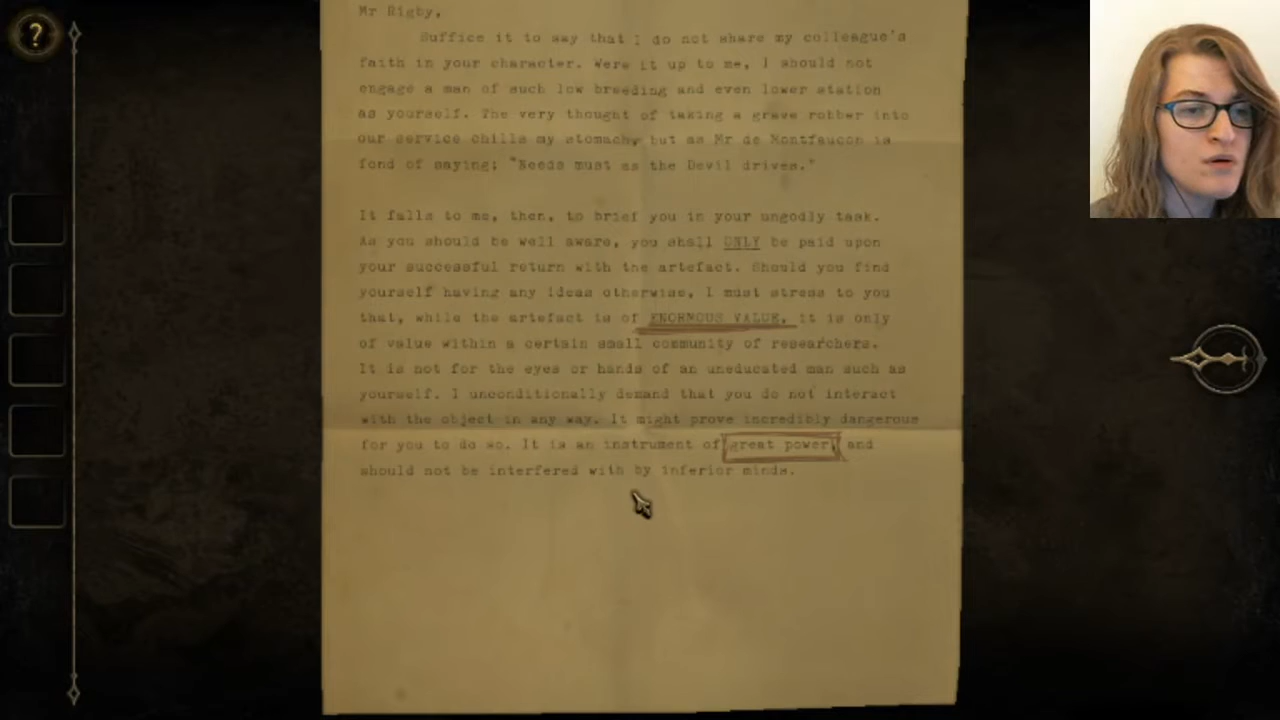 ?
Mr Rigby,
Suffice it to say that I do not share my colleague's
faith in your character. Were it up to me, I should not
engage a man of such low breeding and even lower station
as yourself. The very thought of taking a grave robber into
our service chills my stomach, but as Mr de Montfaucon is
fond of saying; "Needs must as the Devil drives."
It falls to me, then, to brief you in your ungodly task.
As you should be well aware, you shall ONLY be paid upon
your successful return with the artefact. Should you find
yourself having any ideas otherwise, I must stress to you
that, while the artefact is of ENORMOUS VALUE, it is only
of value within a certain small community of researchers.
It is not for the eyes or hands of an uneducated man such as
yourself. I unconditionally demand that you do not interact
with the object in any way. It might prove incredibly dangerous
for you to do so. It is an instrument of great power, and
should not be interfered with by inferior minds.